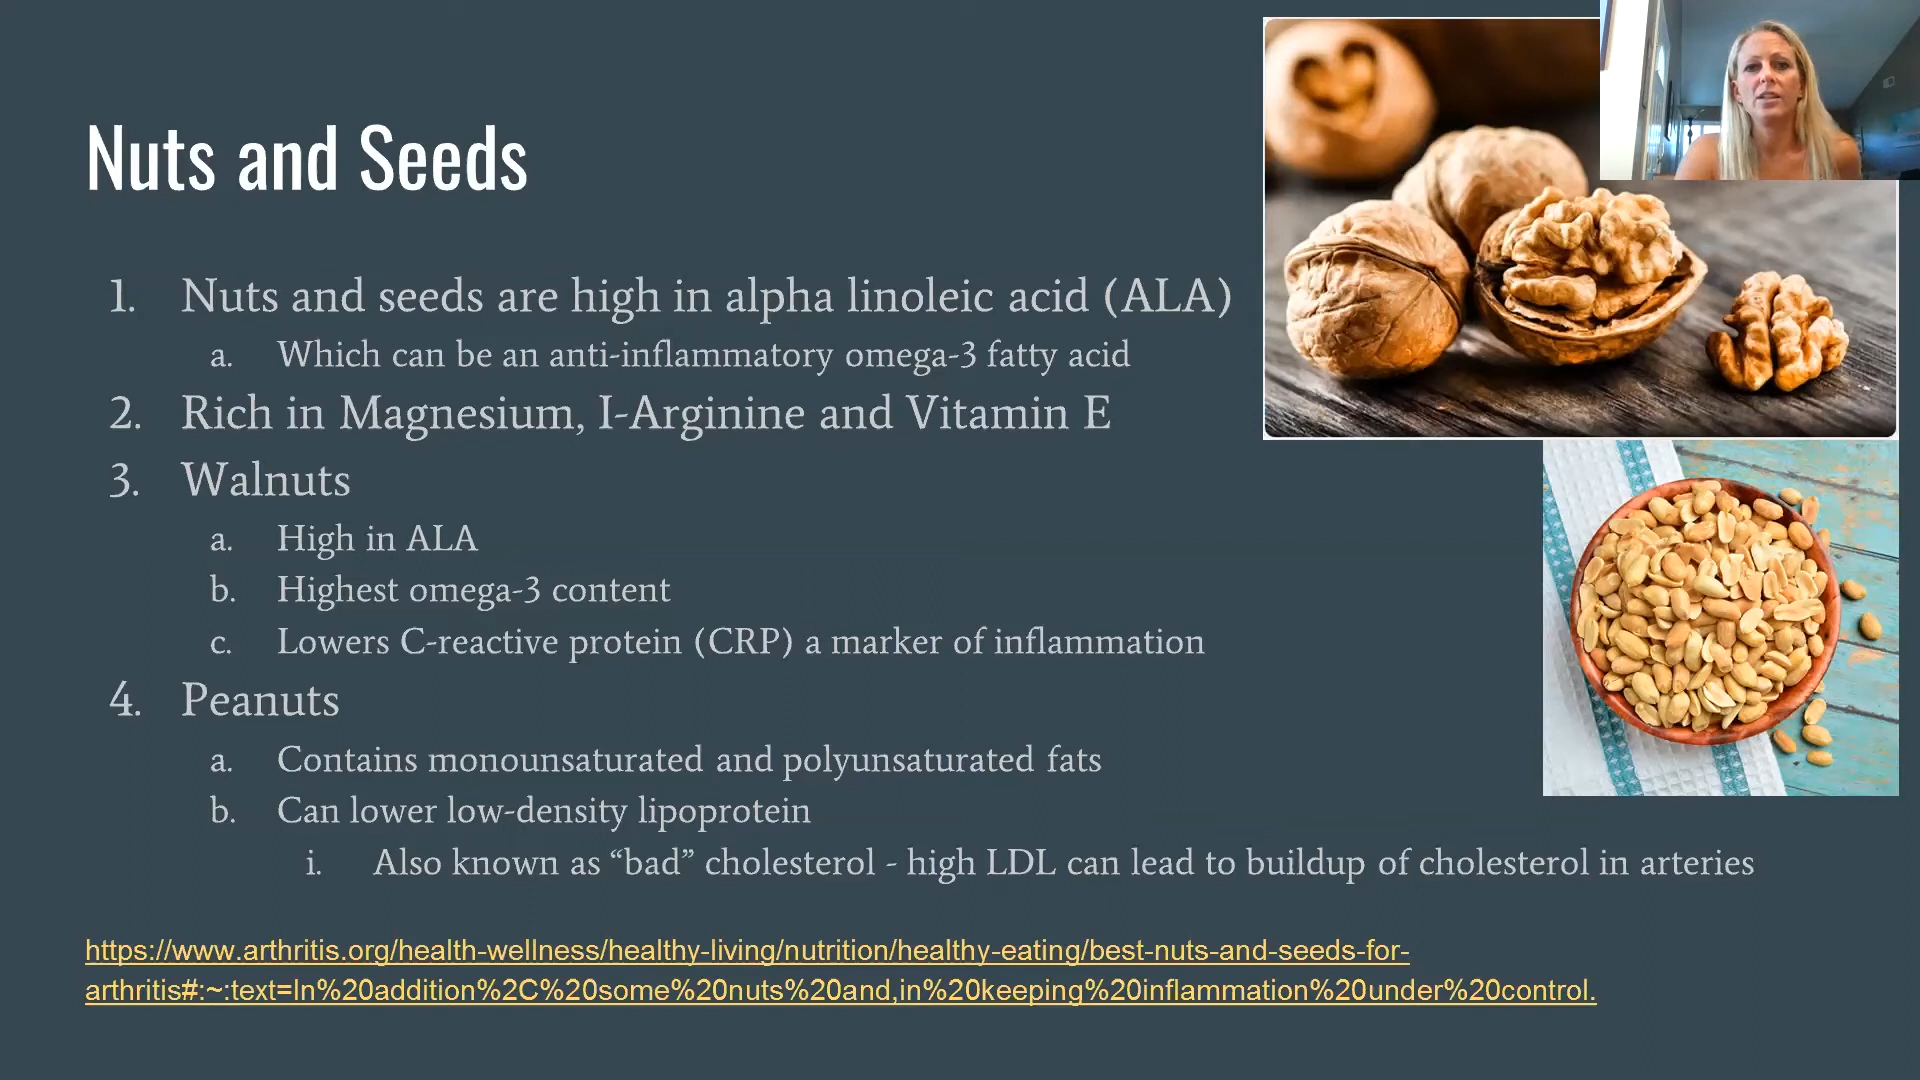 Nuts and Seeds
1. Nuts and seeds are high in alpha linoleic acid (ALA)
a. Which can be an anti-inflammatory omega-3 fatty acid
2. Rich in Magnesium, I-Arginine and Vitamin E
3. Walnuts
a. High in ALA
b. Highest omega-3 content
c. Lowers C-reactive protein (CRP) a marker of inflammation
4. Peanuts
a. Contains monounsaturated and polyunsaturated fats
b. Can lower low-density lipoprotein
i. Also known as “bad” cholesterol - high LDL can lead to buildup of cholesterol in arteries
https://www.arthritis.org/health-wellness/healthy-living/nutrition/healthy-eating/best-nuts-and-seeds-for-
arthritis#:~:text=In%20addition%2C%20some%20nuts%20and,in%20keeping%20inflammation%20under%20control.